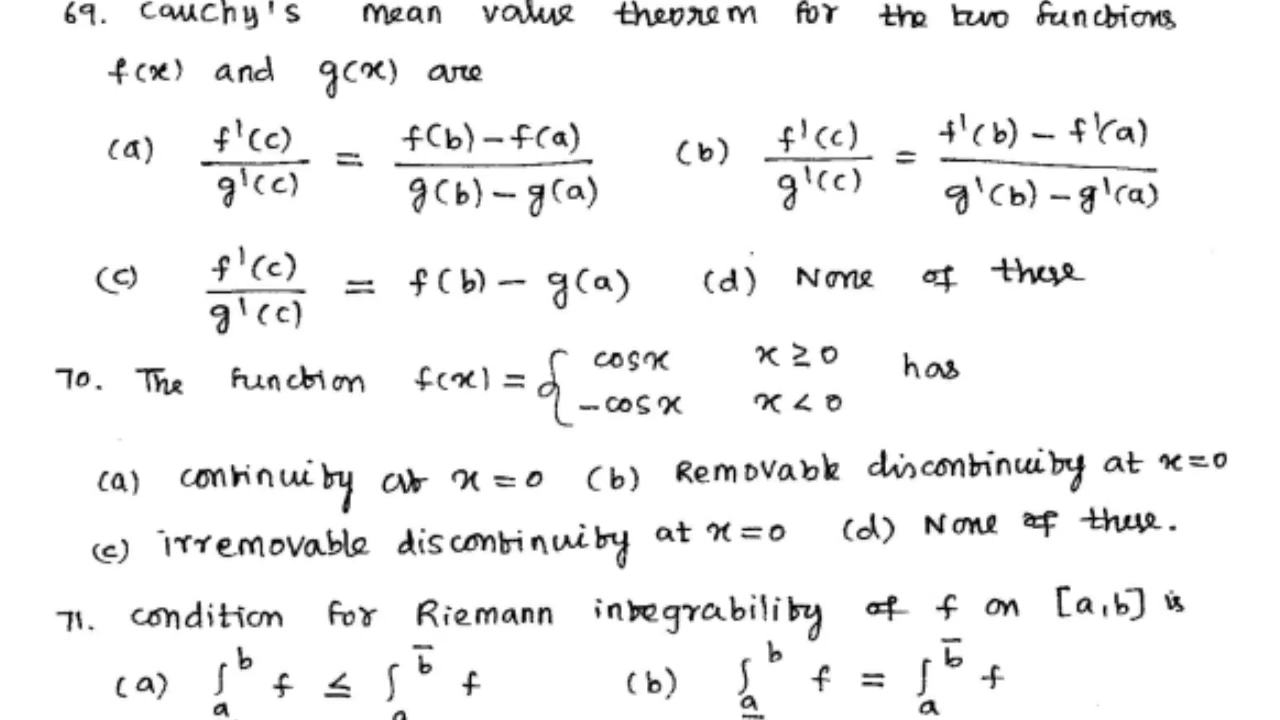 69. Cauchy's mean value theorem for the two functions
f(x) and g(x) are
(a) f'(c)/g'(c) = f(b)-f(a)/g(b)-g(a) (b) f'(c)/g'(c) = f'(b)-f'(a)/g'(b)-g'(a)
(c) f'(c)/g'(c) = f(b)-g(a) (d) None of these
70. The function f(x) = { cosx x≥0 has
-cosx x<0
(a) continuity at x=0 (b) Removable discontinuity at x=0
(c) irremovable discontinuity at x=0 (d) None of these.
71. condition for Riemann integrability of f on [a,b] is
(a) ∫_a^b f ≤ ∫_a^b̅ f (b) ∫_a̲^b f = ∫_a^b̅ f